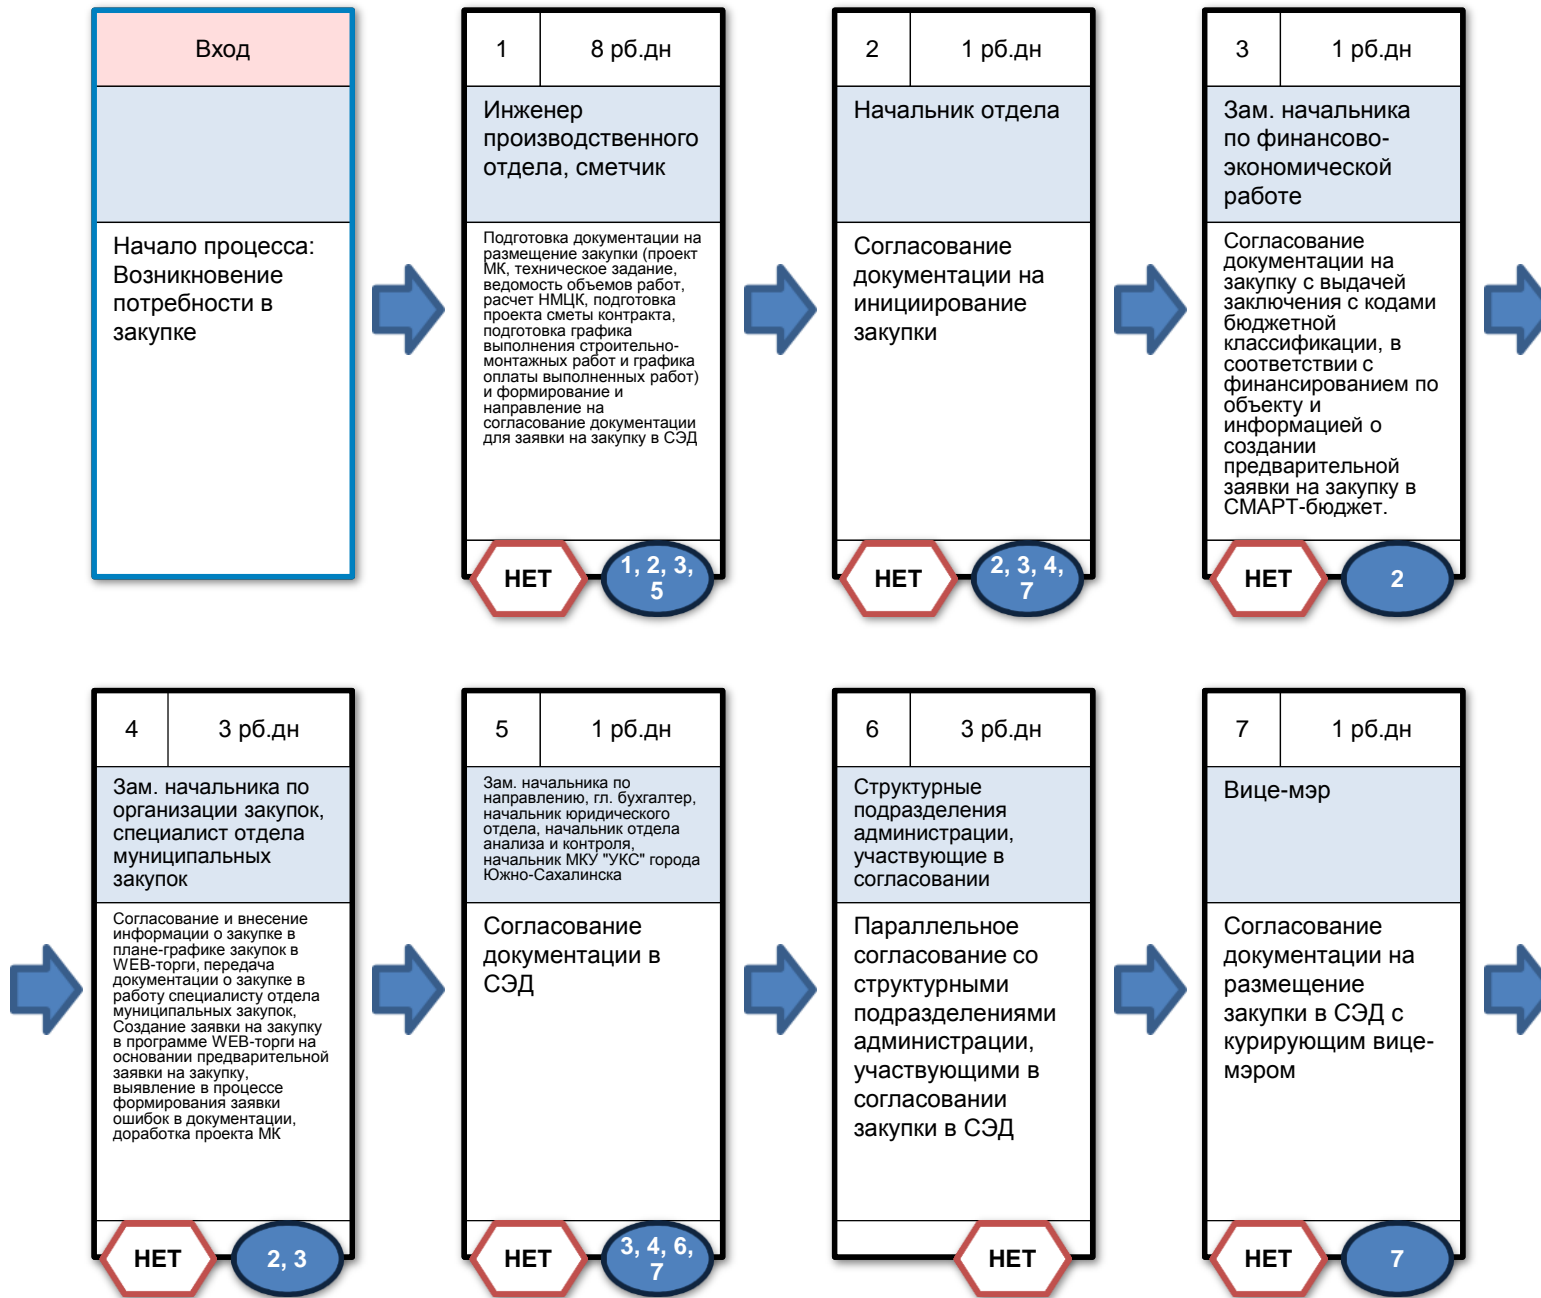 Вход
Начало процесса:
Возникновение
потребности в
закупке
1
8 рб.дн
Инженер
производственного
отдела, сметчик
Подготовка документации на
размещение закупки (проект
МК, техническое задание,
ведомость объемов работ,
расчет НМЦК, подготовка
проекта сметы контракта,
подготовка графика
выполнения строительно-
монтажных работ и графика
оплаты выполненных работ)
и формирование и
направление на
согласование документации
для заявки на закупку в СЭД
НЕТ
1, 2, 3,
5
2
1 рб.дн
Начальник отдела
Согласование
документации на
инициирование
закупки
НЕТ
2, 3, 4,
7
3
1 рб.дн
Зам. начальника
по финансово-
экономической
работе
Согласование
документации на
закупку с выдачей
заключения с кодами
бюджетной
классификации, в
соответствии с
финансированием по
объекту и
информацией о
создании
предварительной
заявки на закупку в
СМАРТ-бюджет.
НЕТ
2
4
3 рб.дн
Зам. начальника по
организации закупок,
специалист отдела
муниципальных
закупок
Согласование и внесение
информации о закупке в
плане-графике закупок в
WEB-торги, передача
документации о закупке в
работу специалисту отдела
муниципальных закупок,
Создание заявки на закупку
в программе WEB-торги на
основании предварительной
заявки на закупку,
выявление в процессе
формирования заявки
ошибок в документации,
доработка проекта МК
НЕТ
2, 3
5
1 рб.дн
Зам. начальника по
направлению, гл. бухгалтер,
начальник юридического
отдела, начальник отдела
анализа и контроля,
начальник МКУ "УКС" города
Южно-Сахалинска
Согласование
документации в
СЭД
НЕТ
3, 4, 6,
7
6
3 рб.дн
Структурные
подразделения
администрации,
участвующие в
согласовании
Параллельное
согласование со
структурными
подразделениями
администрации,
участвующими в
согласовании
закупки в СЭД
НЕТ
7
1 рб.дн
Вице-мэр
Согласование
документации на
размещение
закупки в СЭД с
курирующим вице-
мэром
НЕТ
7